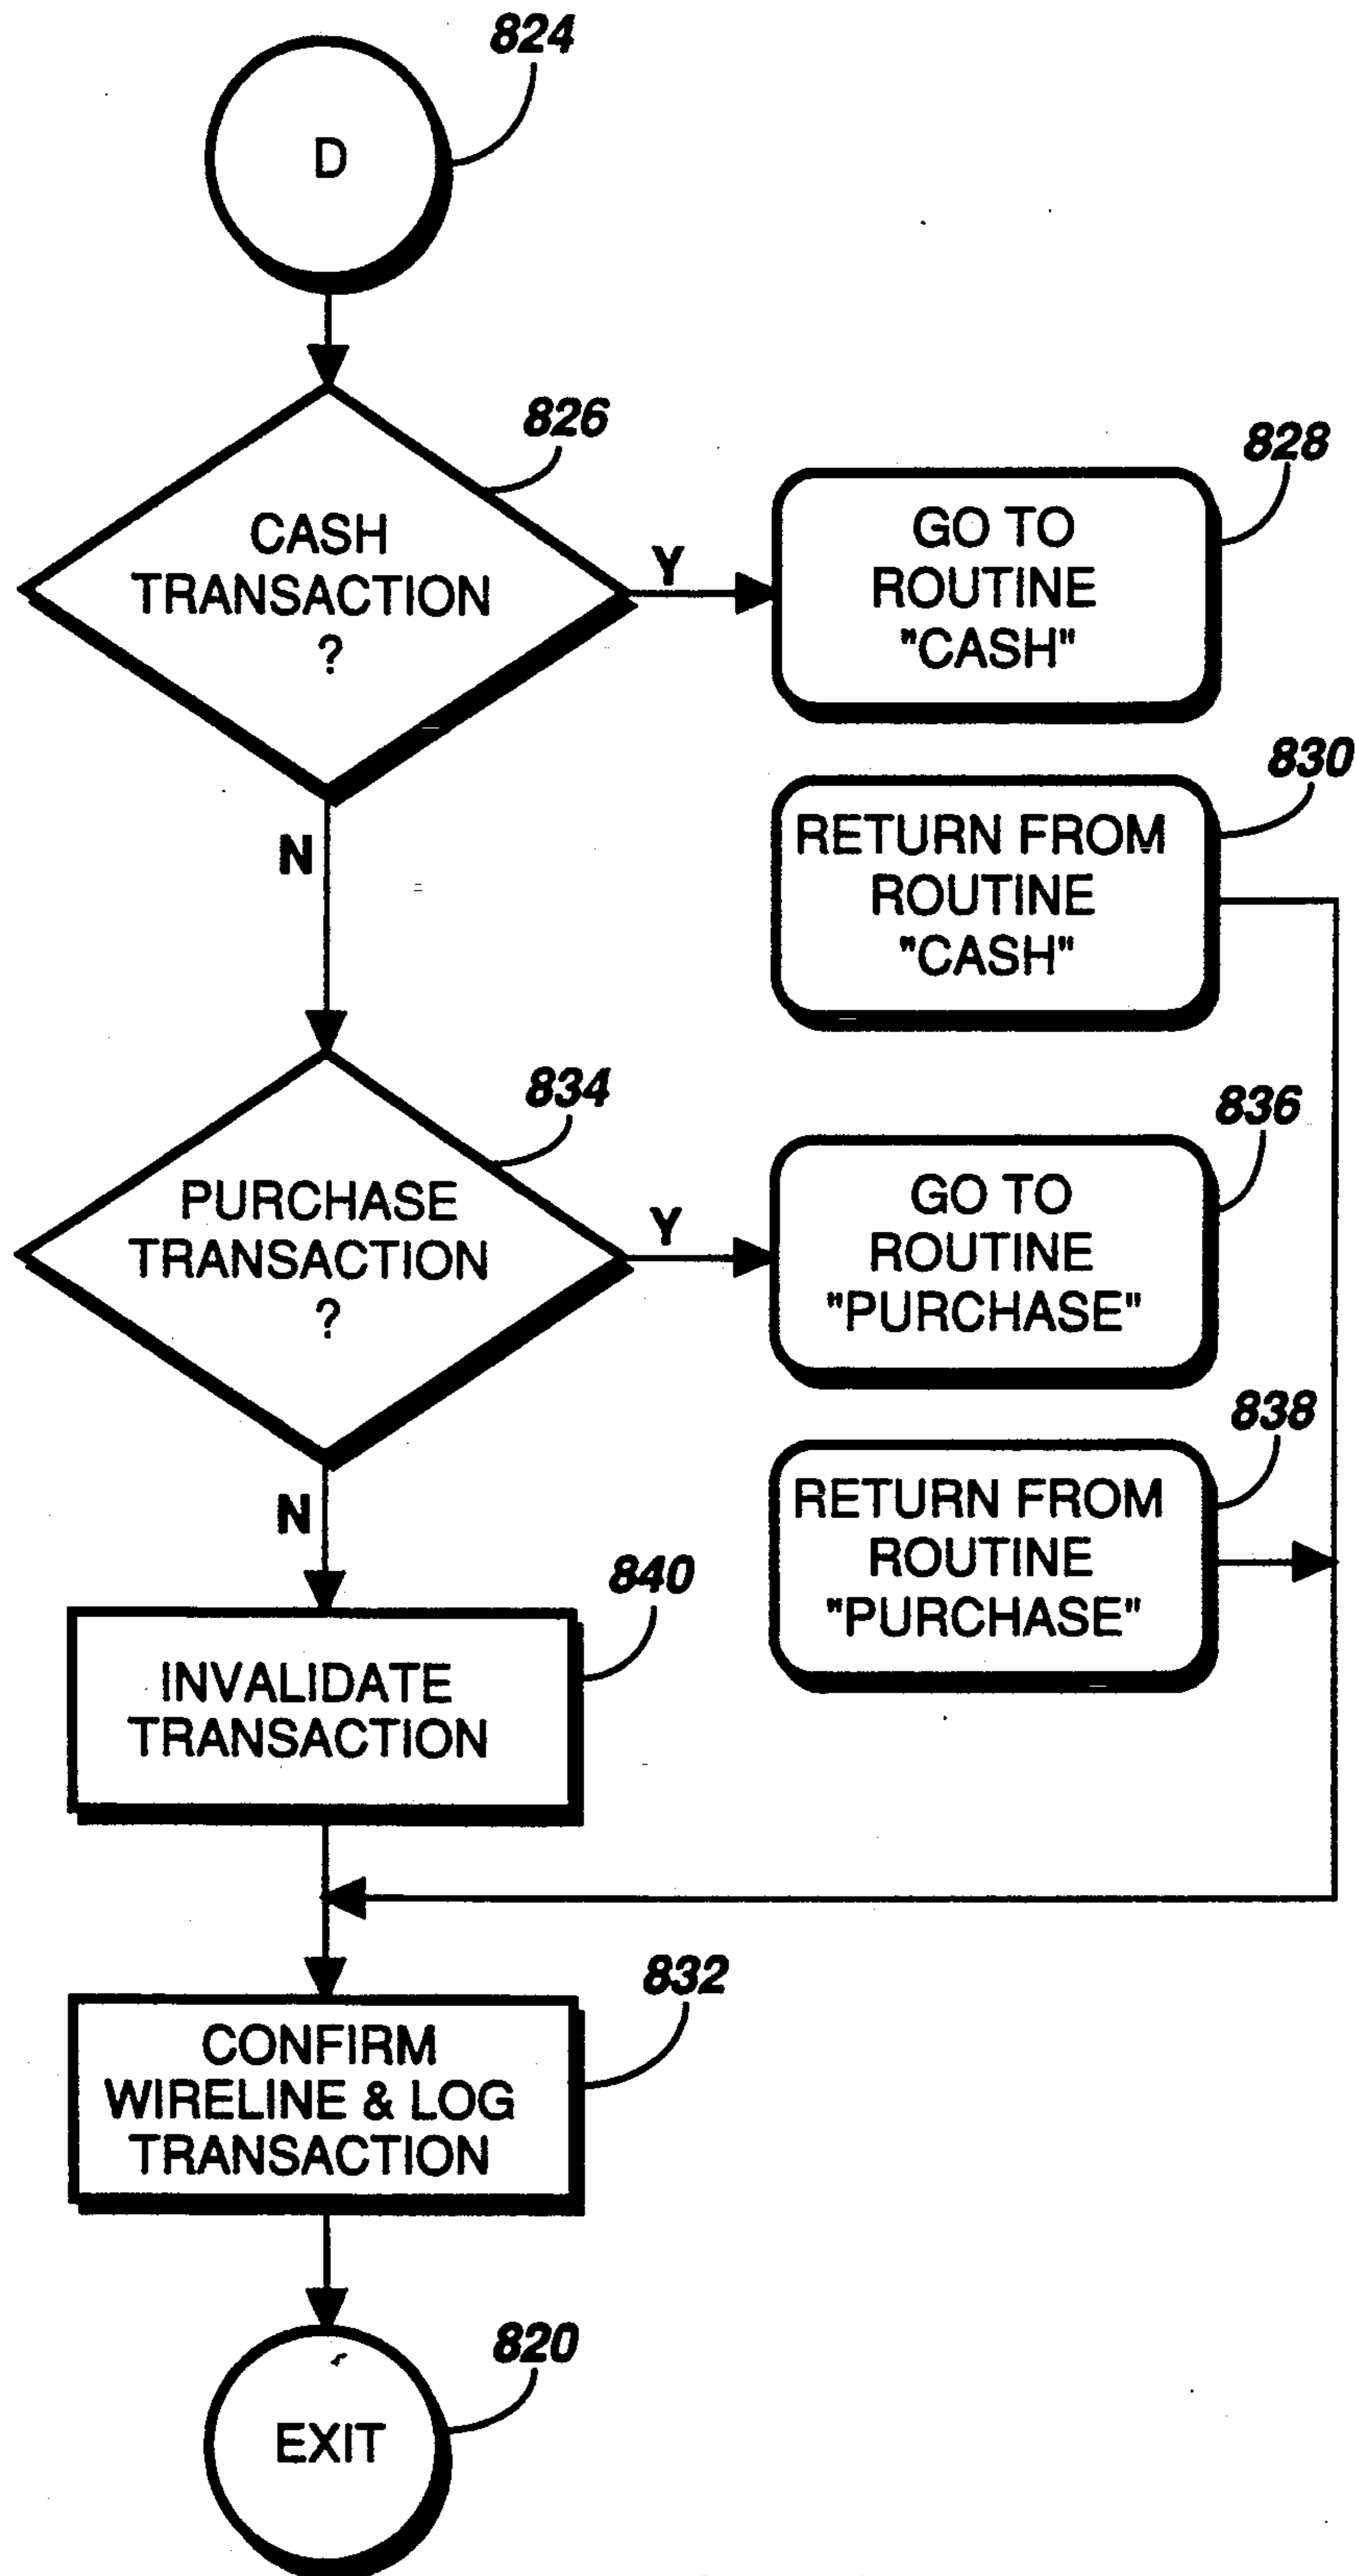 824
D
826
CASH
TRANSACTION
?
Y
828
GO TO
ROUTINE
"CASH"
830
RETURN FROM
ROUTINE
"CASH"
N
834
PURCHASE
TRANSACTION
?
Y
836
GO TO
ROUTINE
"PURCHASE"
838
RETURN FROM
ROUTINE
"PURCHASE"
N
840
INVALIDATE
TRANSACTION
832
CONFIRM
WIRELINE & LOG
TRANSACTION
820
EXIT